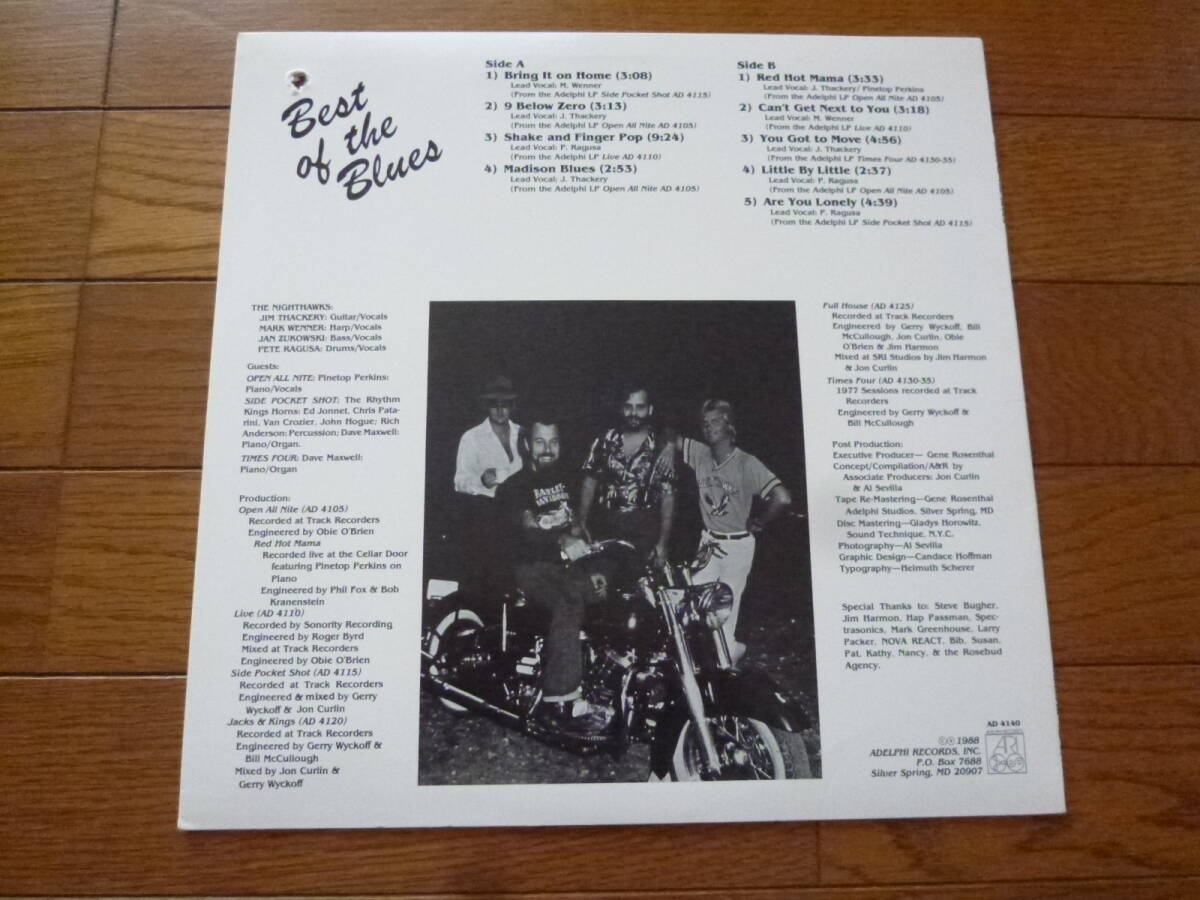 Best
of the
Blues
Side A
1) Bring It on Home (3:08)
Lead Vocal: M. Wenner
(From the Adelphi LP Side Pocket Shot AD 4115)
2) 9 Below Zero (3:13)
Lead Vocal: J. Thackery
(From the Adelphi LP Open All Nite AD 4105)
3) Shake and Finger Pop (9:24)
Lead Vocal: P. Ragusa
(From the Adelphi LP Live AD 4110)
4) Madison Blues (2:53)
Lead Vocal: J. Thackery
(From the Adelphi LP Open All Nite AD 4105)
Side B
1) Red Hot Mama (3:33)
Lead Vocal: J. Thackery/ Pinetop Perkins
(From the Adelphi LP Open All Nite AD 4105)
2) Can't Get Next to You (3:18)
Lead Vocal: M. Wenner
(From the Adelphi LP Live AD 4110)
3) You Got to Move (4:56)
Lead Vocal: J. Thackery
(From the Adelphi LP Times Four AD 4130-35)
4) Little By Little (2:37)
Lead Vocal: P. Ragusa
(From the Adelphi LP Open All Nite AD 4105)
5) Are You Lonely (4:39)
Lead Vocal: P. Ragusa
(From the Adelphi LP Side Pocket Shot AD 4115)
THE NIGHTHAWKS:
JIM THACKERY: Guitar/Vocals
MARK WENNER: Harp/Vocals
JAN ZUKOWSKI: Bass/Vocals
PETE RAGUSA: Drums/Vocals
Guests:
OPEN ALL NITE: Pinetop Perkins:
Piano/Vocals
SIDE POCKET SHOT: The Rhythm
Kings Horns: Ed Jonnet, Chris Pata-
rini, Van Crozier, John Hogue; Rich
Anderson: Percussion; Dave Maxwell:
Piano/Organ.
TIMES FOUR: Dave Maxwell:
Piano/Organ
Production:
Open All Nite (AD 4105)
Recorded at Track Recorders
Engineered by Obie O'Brien
Red Hot Mama
Recorded live at the Cellar Door
featuring Pinetop Perkins on
Piano
Engineered by Phil Fox & Bob
Kranenstein
Live (AD 4110)
Recorded by Sonority Recording
Engineered by Roger Byrd
Mixed at Track Recorders
Engineered by Obie O'Brien
Side Pocket Shot (AD 4115)
Recorded at Track Recorders
Engineered & mixed by Gerry
Wyckoff & Jon Curlin
Jacks & Kings (AD 4120)
Recorded at Track Recorders
Engineered by Gerry Wyckoff &
Bill McCullough
Mixed by Jon Curlin &
Gerry Wyckoff
HARLEY-
DAVIDSON
Full House (AD 4125)
Recorded at Track Recorders
Engineered by Gerry Wyckoff, Bill
McCullough, Jon Curlin, Obie
O'Brien & Jim Harmon
Mixed at SRI Studios by Jim Harmon
& Jon Curlin
Times Four (AD 4130-35)
1977 Sessions recorded at Track
Recorders
Engineered by Gerry Wyckoff &
Bill McCullough
Post Production:
Executive Producer— Gene Rosenthal
Concept/Compilation/A&R by
Associate Producers: Jon Curlin
& Al Sevilla
Tape Re-Mastering—Gene Rosenthal
Adelphi Studios, Silver Spring, MD
Disc Mastering—Gladys Horowitz,
Sound Technique, N.Y.C.
Photography—Al Sevilla
Graphic Design—Candace Hoffman
Typography—Helmuth Scherer
Special Thanks to: Steve Bugher,
Jim Harmon, Hap Passman, Spec-
trasonics, Mark Greenhouse, Larry
Packer, NOVA REACT, Bib, Susan,
Pat, Kathy, Nancy, & the Rosebud
Agency.
AD 4140
©℗ 1988
ADELPHI RECORDS, INC.
P.O. Box 7688
Silver Spring, MD 20907